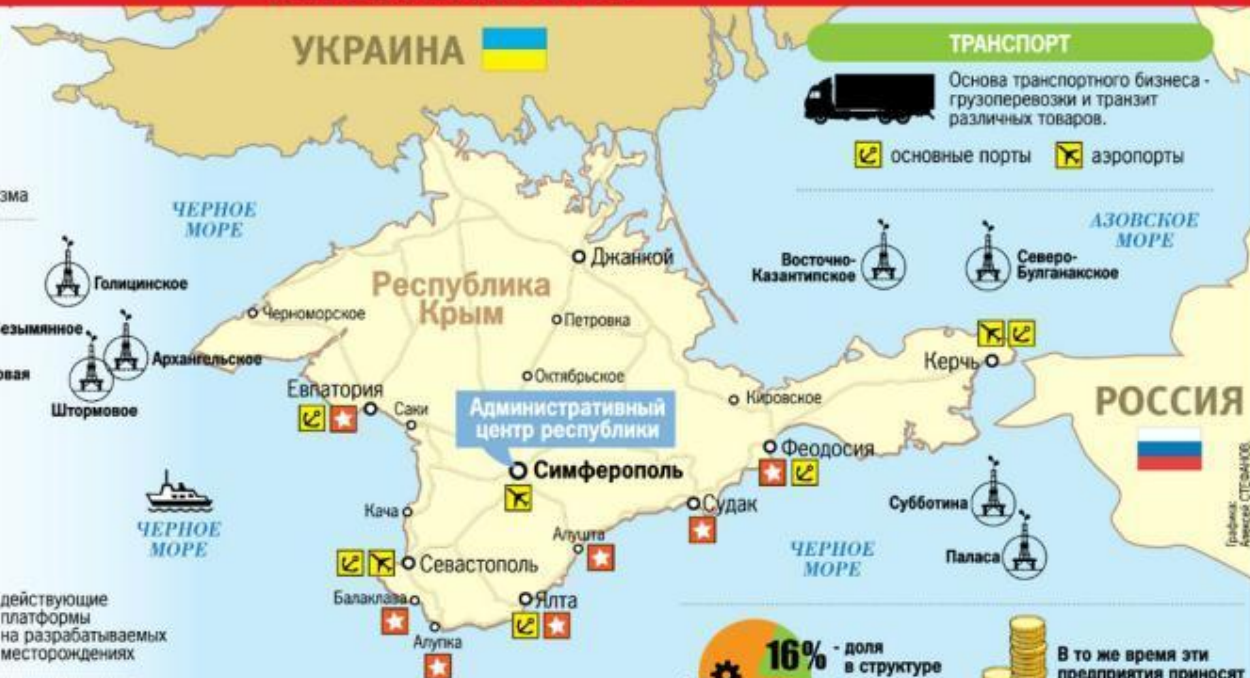 УКРАИНА
ТРАНСПОРТ
Основа транспортного бизнеса -
грузоперевозки и транзит
различных товаров.
основные порты
аэропорты
зма
ЧЕРНОЕ
МОРЕ
АЗОВСКОЕ
МОРЕ
Восточно-
Казантипское
Северо-
Булганакское
Джанкой
Голицинское
Республика
Крым
Черноморское
Петровка
езымянное
Архангельское
овая
Штормовое
Керчь
РОССИЯ
Октябрьское
Евпатория
Саки
Кировское
Административный
центр республики
Феодосия
Симферополь
Судак
Субботина
Кача
ЧЕРНОЕ
МОРЕ
Алушта
ЧЕРНОЕ
МОРЕ
Паласа
Графика:
Алексей СТЕФАНОВ
Севастополь
Балаклава
Ялта
Алупка
действующие
платформы
на разрабатываемых
месторождениях
16% - доля
в структуре
В то же время эти
предприятия приносят